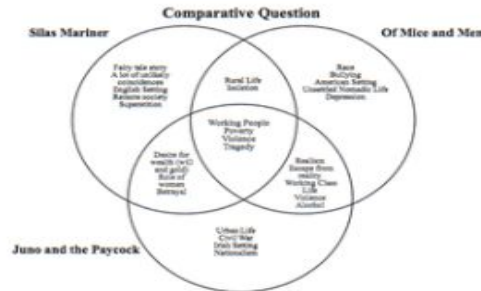 Comparative Question
Silas Mariner
Of Mice and Men
Fairy tale story
A lot of unlikely
coincidences
English Setting
Remote society
Superstition
Rural Life
Isolation
Race
Bullying
American Setting
Unsettled Nomadic Life
Depression
Working People
Poverty
Violence
Tragedy
Desire for
wealth (will
and gold)
Role of
women
Betrayal
Realism
Escape from
reality
Working Class
Life
Violence
Alcohol
Juno and the Paycock
Urban Life
Civil War
Irish Setting
Nationalism